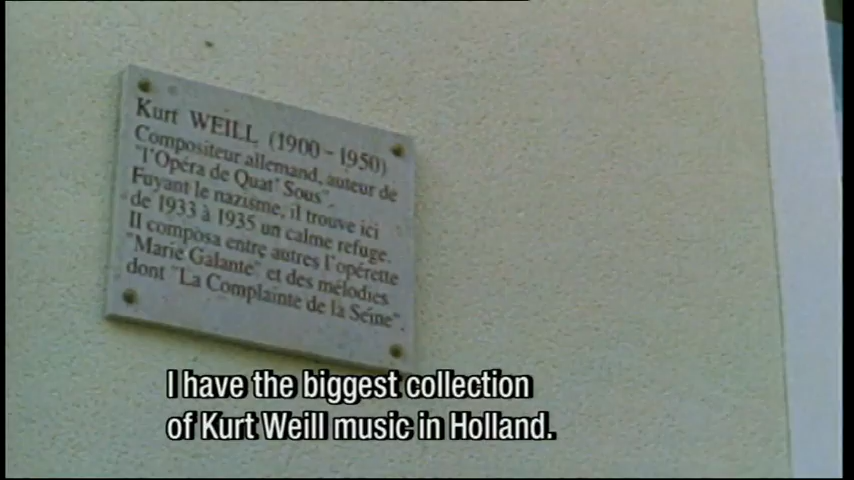 Kurt WEILL (1900 - 1950)
Compositeur allemand, auteur de
"l'Opéra de Quat' Sous".
Fuyant le nazisme, il trouve ici
de 1933 à 1935 un calme refuge.
Il composa entre autres l'opérette
"Marie Galante" et des mélodies
dont "La Complainte de la Seine".
I have the biggest collection
of Kurt Weill music in Holland.